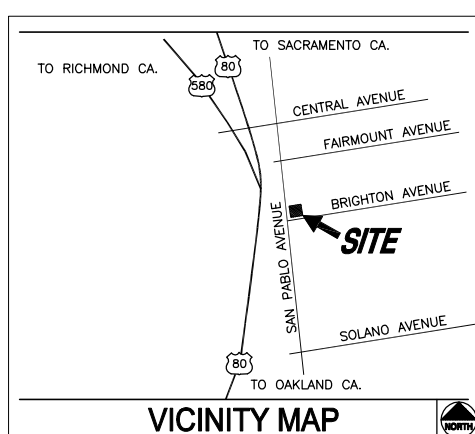 TO SACRAMENTO CA.
TO RICHMOND CA.
80
580
CENTRAL AVENUE
FAIRMOUNT AVENUE
BRIGHTON AVENUE
SAN PABLO AVENUE
SITE
SOLANO AVENUE
80
TO OAKLAND CA.
VICINITY MAP
NORTH